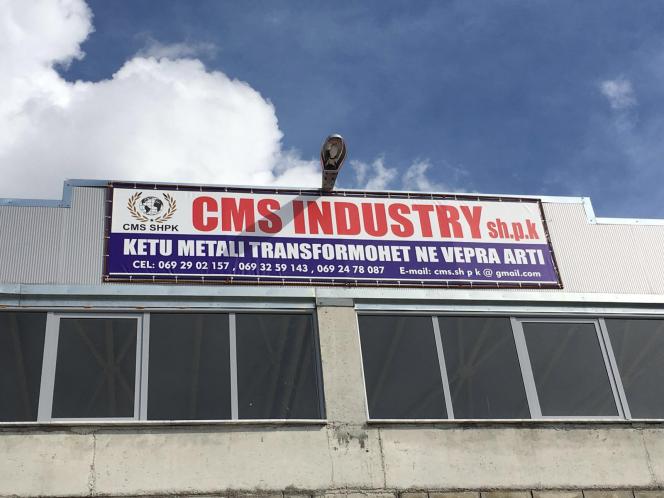 CMS SHPK
CMS INDUSTRY sh.p.k
KETU METALI TRANSFORMOHET NE VEPRA ARTI
CEL: 069 29 02 157 , 069 32 59 143 , 069 24 78 087 E-mail: cms.sh p k @ gmail.com